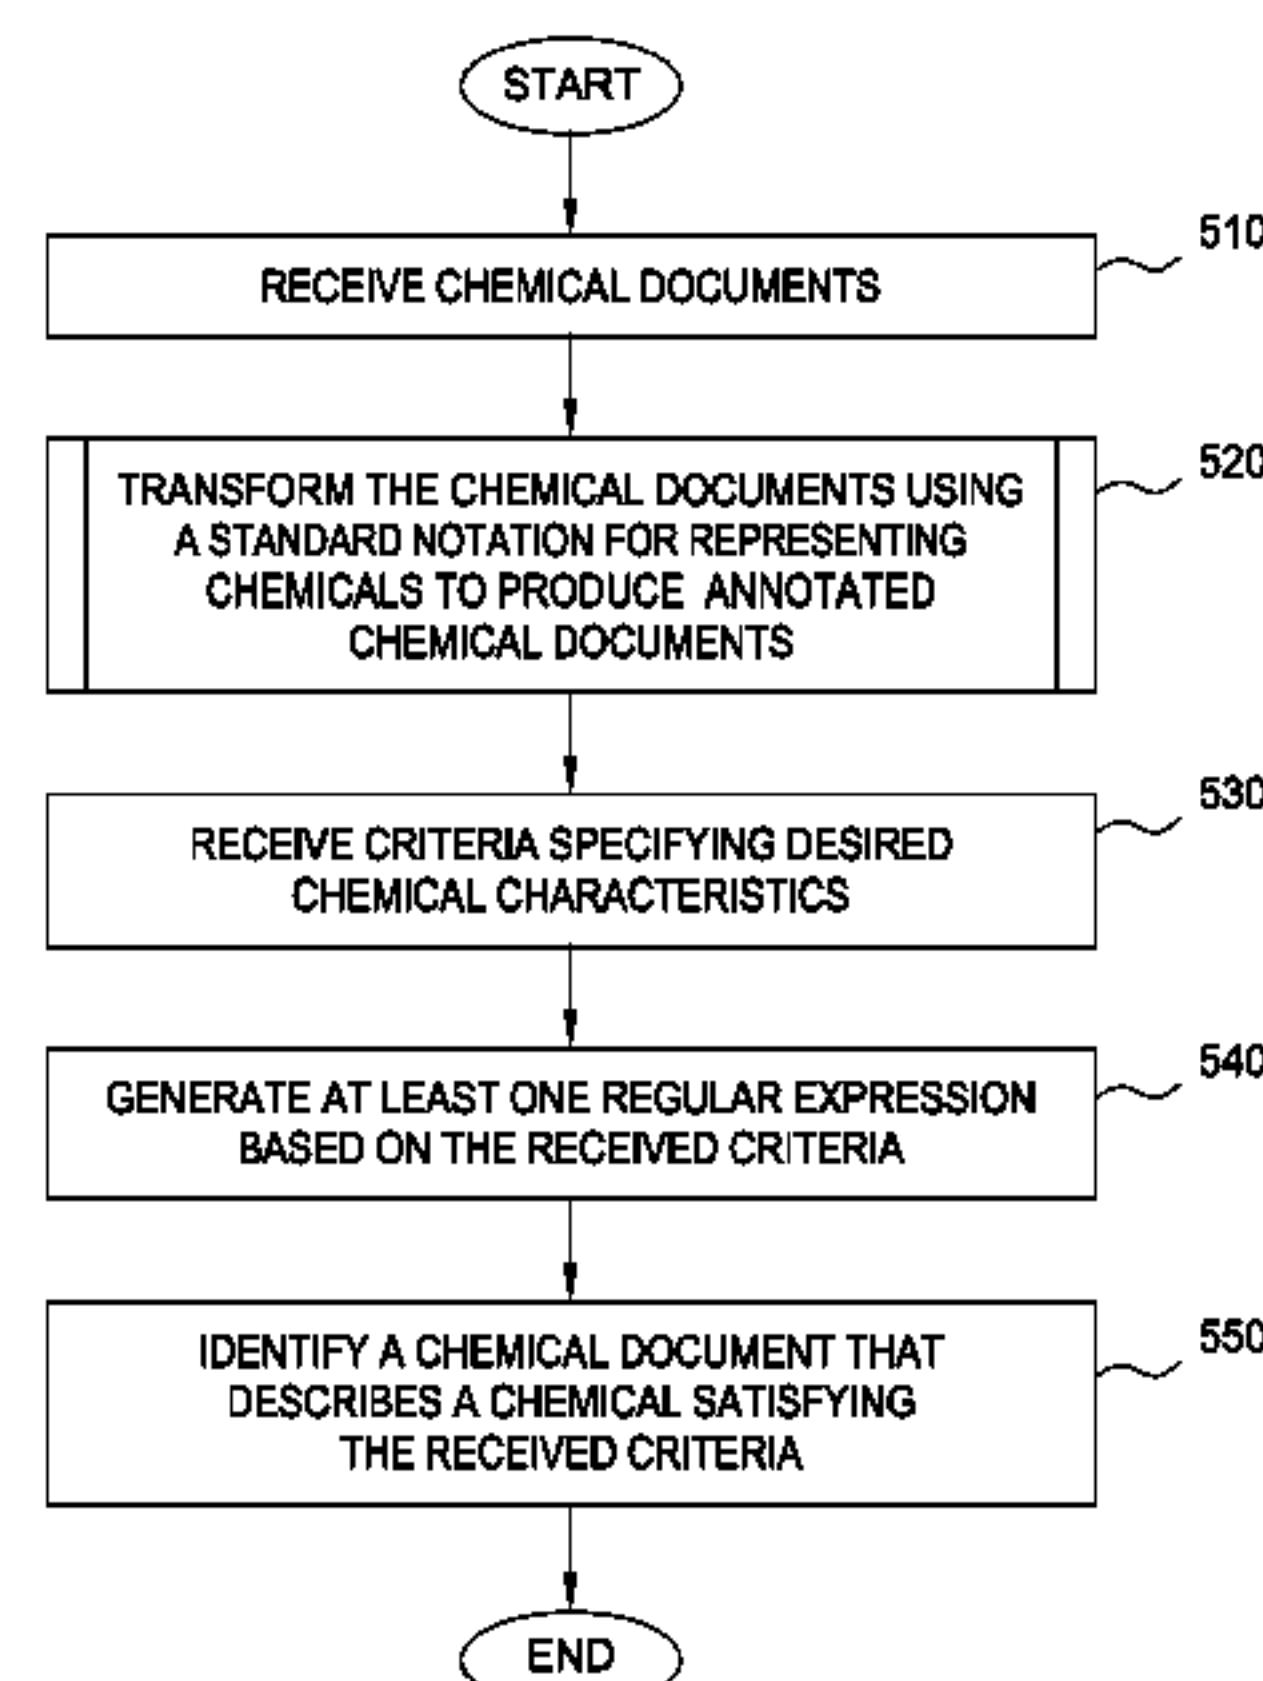 START
510
RECEIVE CHEMICAL DOCUMENTS
520
TRANSFORM THE CHEMICAL DOCUMENTS USING
A STANDARD NOTATION FOR REPRESENTING
CHEMICALS TO PRODUCE ANNOTATED
CHEMICAL DOCUMENTS
530
RECEIVE CRITERIA SPECIFYING DESIRED
CHEMICAL CHARACTERISTICS
540
GENERATE AT LEAST ONE REGULAR EXPRESSION
BASED ON THE RECEIVED CRITERIA
550
IDENTIFY A CHEMICAL DOCUMENT THAT
DESCRIBES A CHEMICAL SATISFYING
THE RECEIVED CRITERIA
END